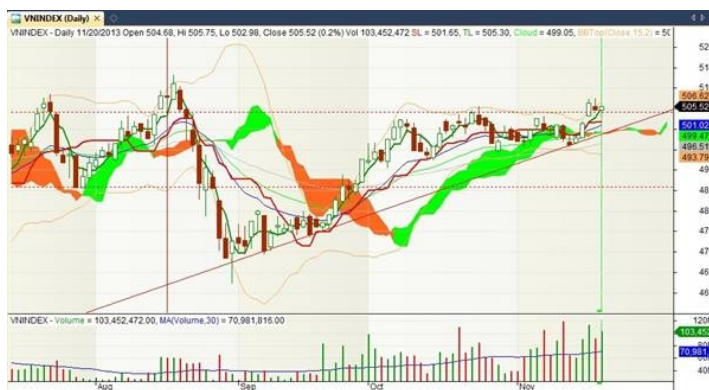 VNINDEX (Daily)
VNINDEX - Daily 11/20/2013 Open 504.68, Hi 505.75, Lo 502.98, Close 505.52 (0.2%) Vol 103,452,472 SL = 501.65, TL = 505.30, Cloud = 499.05, BBTop(Close,15,2) = 50
52
51
506.62
505.52
501.02
499.47
496.51
493.79
49
48
47
46
VNINDEX - Volume = 103,452,472.00, MA(Volume,30) = 70,981,816.00
120M
103,452
70,981
40M
Aug
Sep
Oct
Nov